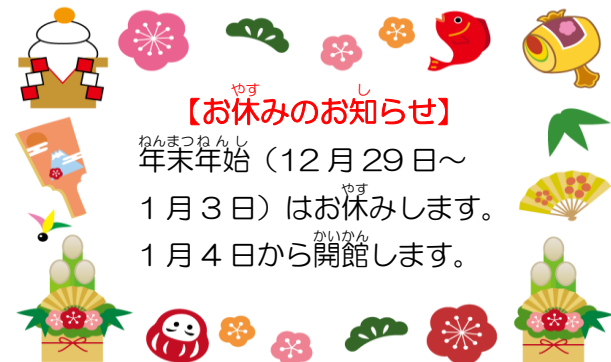 【お休みのお知らせ】
年末年始（12月29日～
1月3日）はお休みします。
1月4日から開館します。